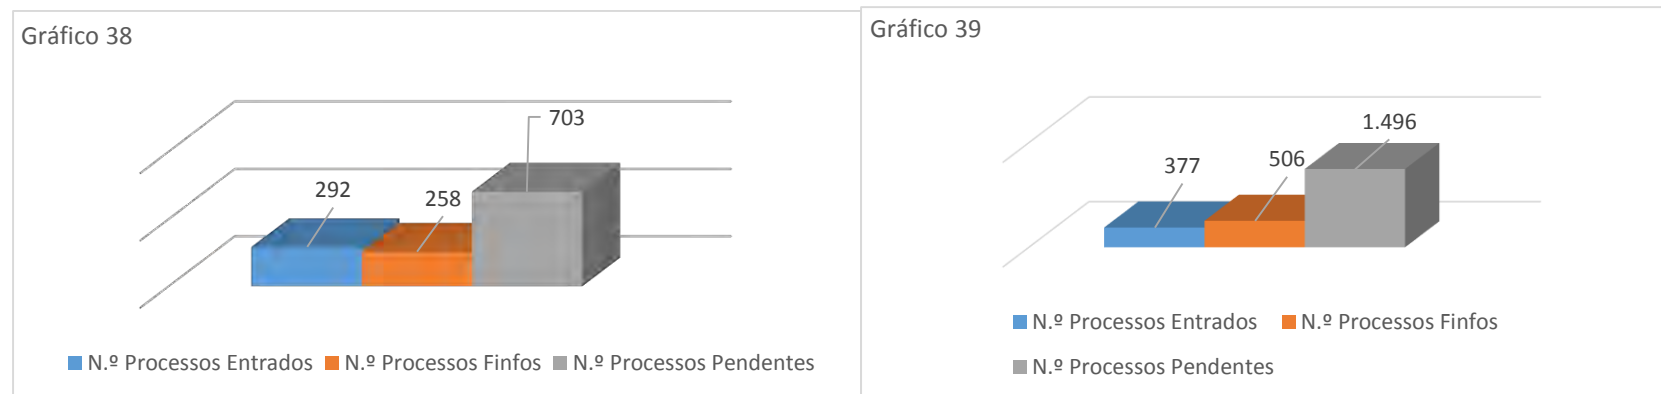 Gráfico 38
703
292
258
N.º Processos Entrados
N.º Processos Finfos
N.º Processos Pendentes
Gráfico 39
1.496
377
506
N.º Processos Entrados
N.º Processos Finfos
N.º Processos Pendentes